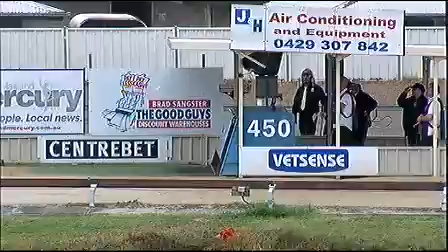 JH
Air Conditioning
and Equipment
0429 307 842
ercury
people. Local news.
BRAD SANGSTER
THE GOOD GUYS
DISCOUNT WAREHOUSES
450
CENTREBET
VETSENSE